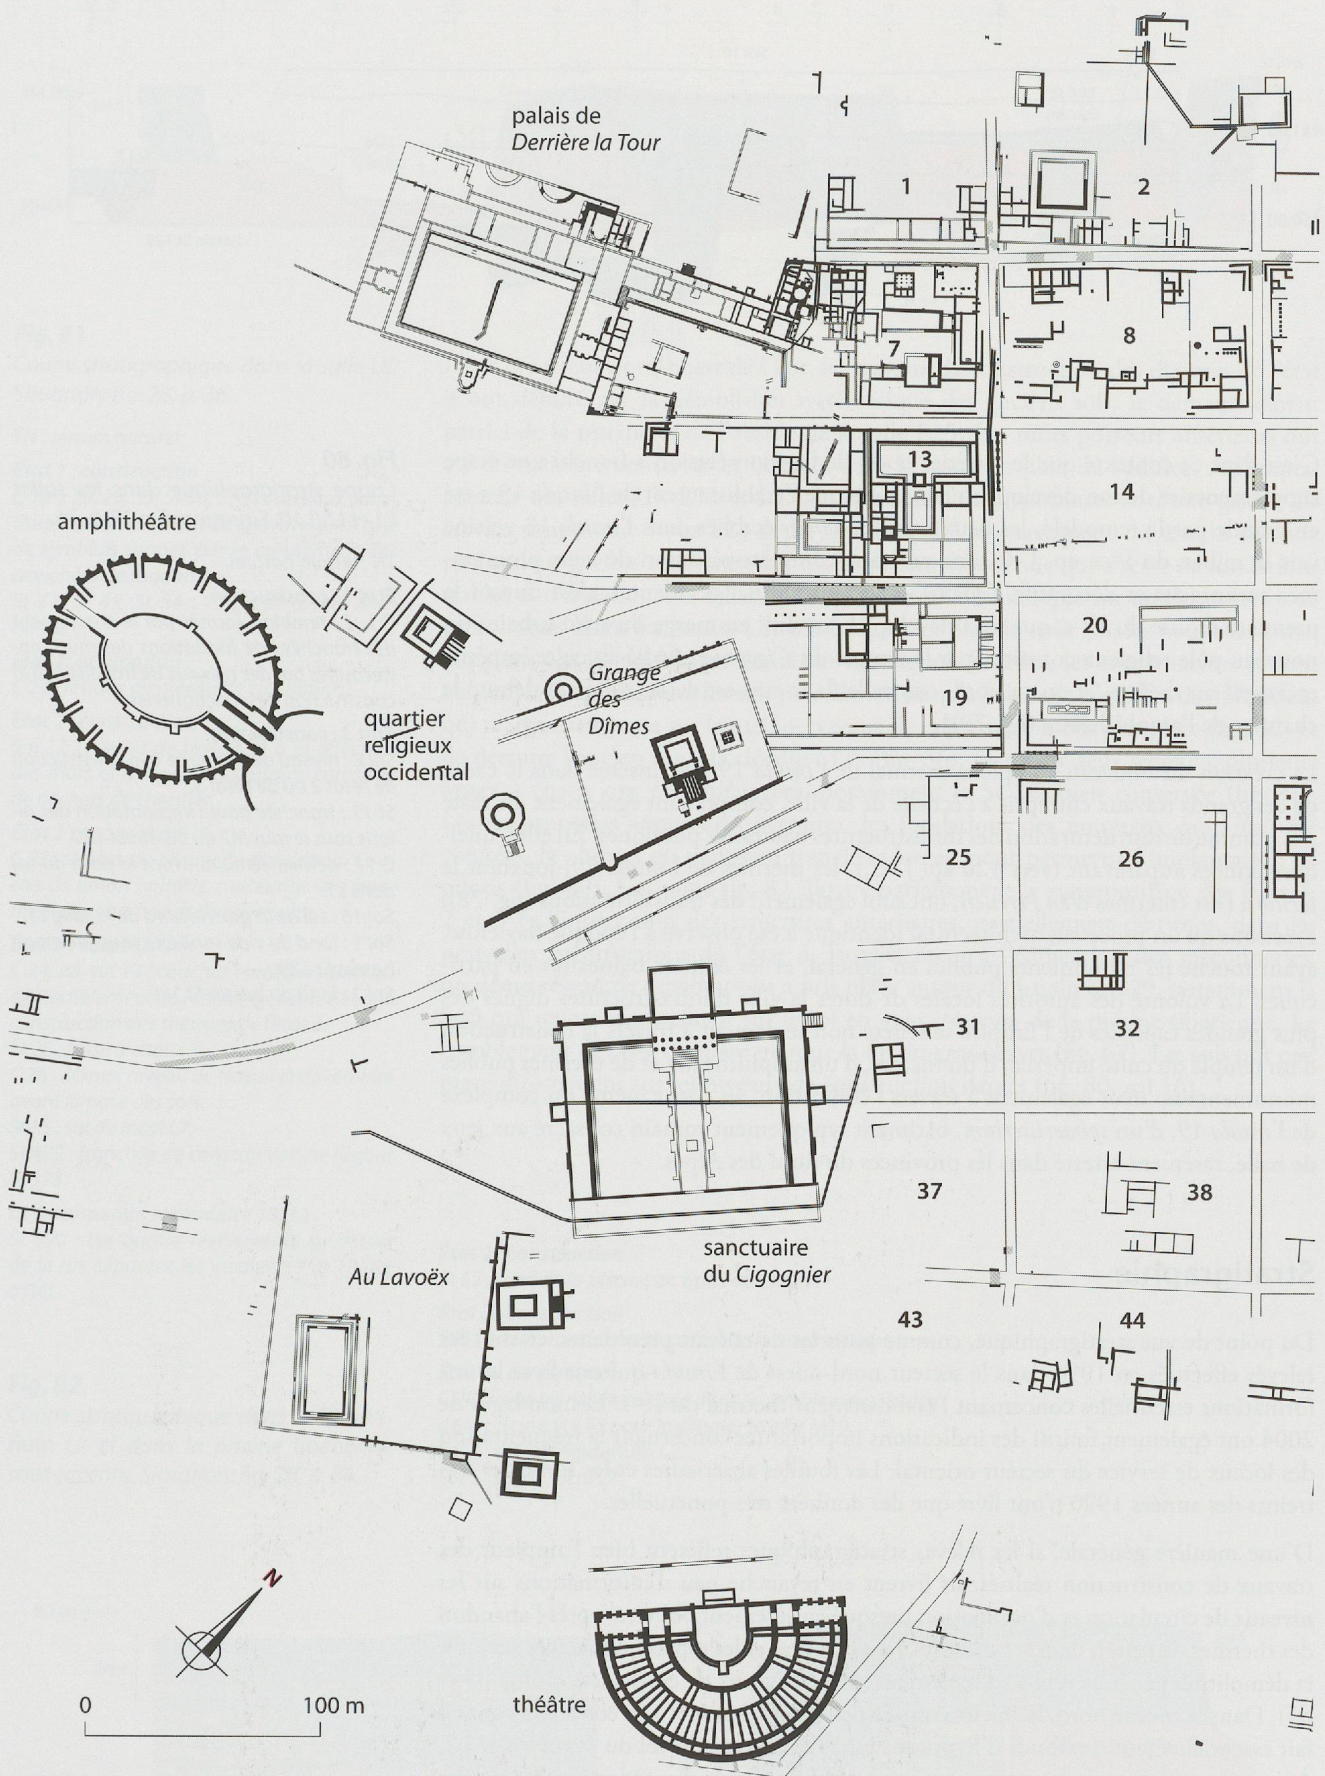 palais de
Derrière la Tour
1
2
7
8
13
14
amphithéâtre
20
Grange
des
Dîmes
19
quartier
religieux
occidental
25
26
31
32
37
38
sanctuaire
du Cigognier
Au Lavoëx
43
44
N
0 100 m
théâtre